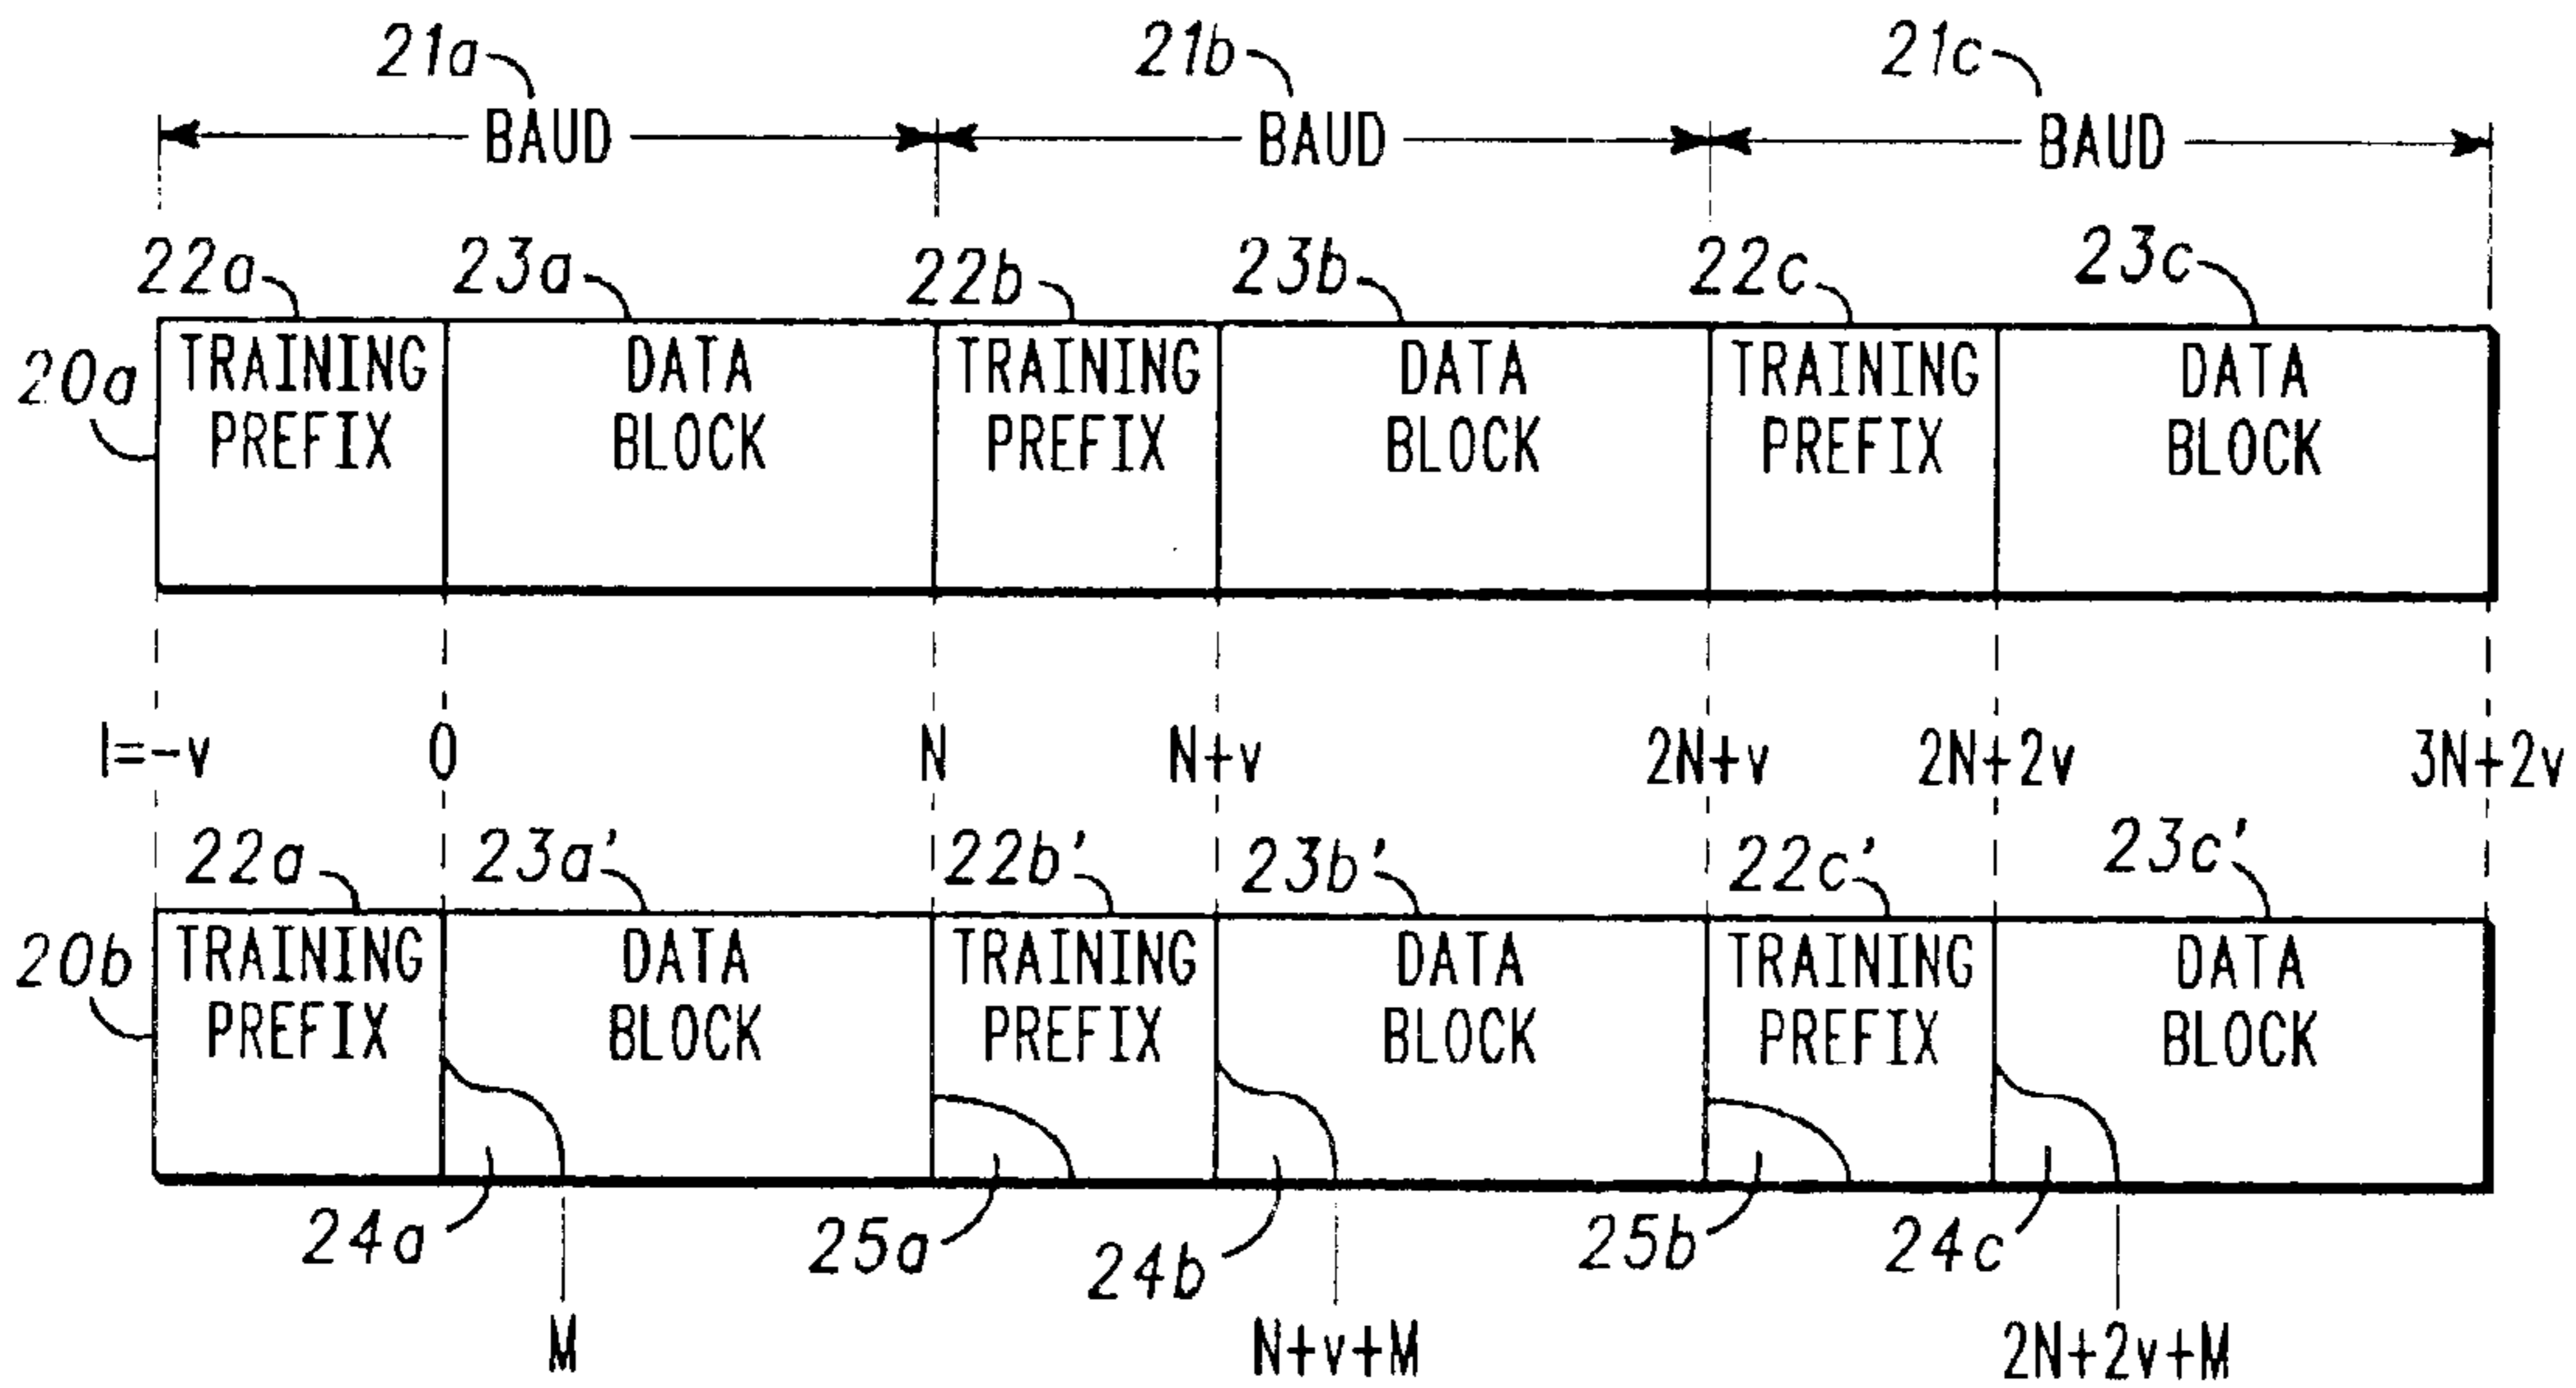 21a 21b 21c
BAUD BAUD BAUD
22a 23a 22b 23b 22c 23c
20a
TRAINING DATA TRAINING DATA TRAINING DATA
PREFIX BLOCK PREFIX BLOCK PREFIX BLOCK
I=-v 0 N N+v 2N+v 2N+2v 3N+2v
22a 23a' 22b' 23b' 22c' 23c'
20b
TRAINING DATA TRAINING DATA TRAINING DATA
PREFIX BLOCK PREFIX BLOCK PREFIX BLOCK
24a 25a 24b 25b 24c
M N+v+M 2N+2v+M